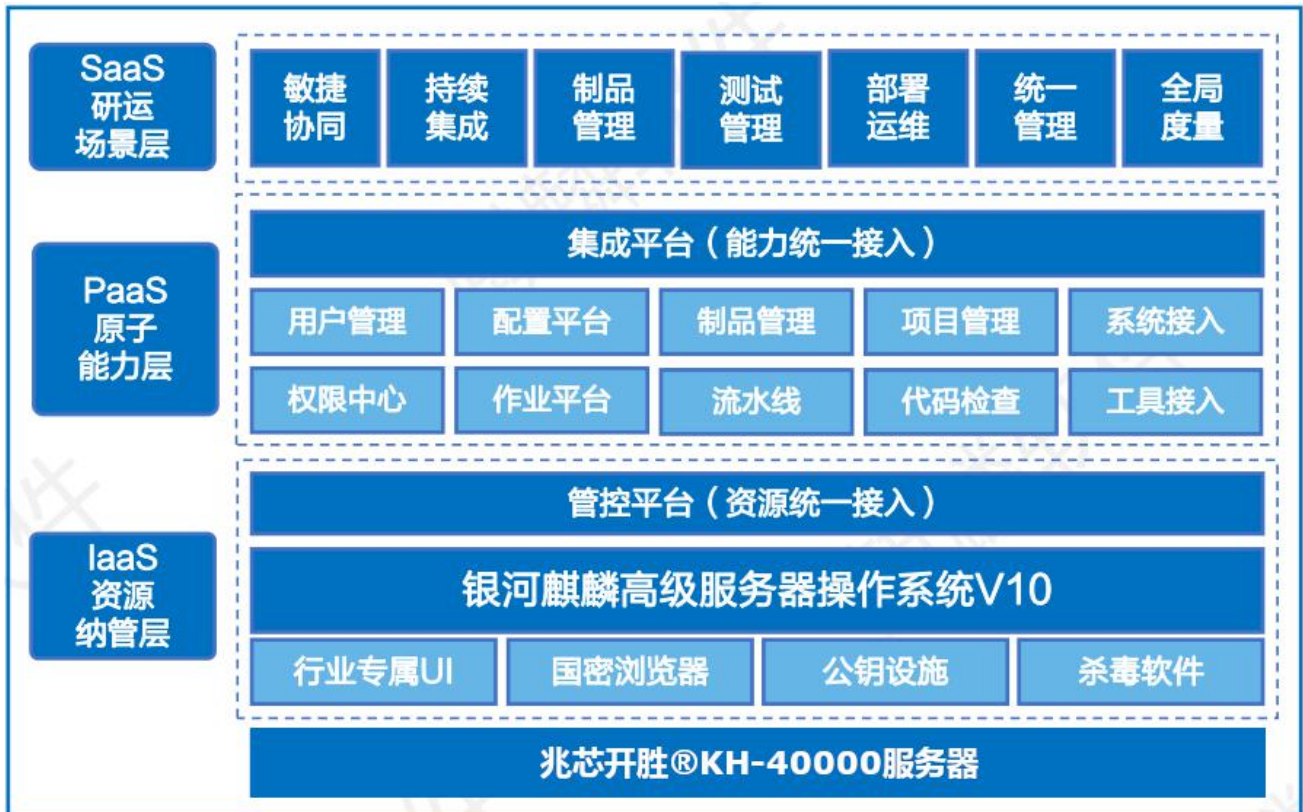 SaaS
研运
场景层
敏捷
协同
持续
集成
制品
管理
测试
管理
部署
运维
统一
管理
全局
度量
PaaS
原子
能力层
集成平台（能力统一接入）
用户管理
配置平台
制品管理
项目管理
系统接入
权限中心
作业平台
流水线
代码检查
工具接入
IaaS
资源
纳管层
管控平台（资源统一接入）
银河麒麟高级服务器操作系统V10
行业专属UI
国密浏览器
公钥设施
杀毒软件
兆芯开胜®KH-40000服务器